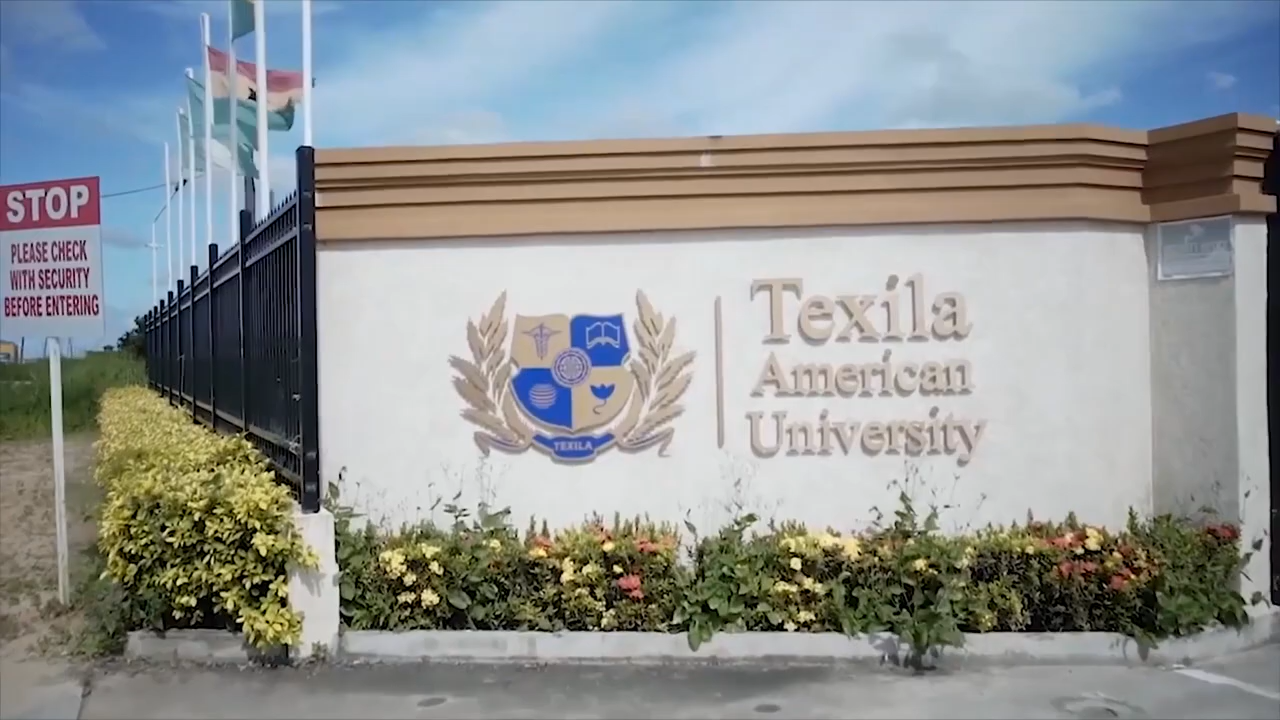 STOP
PLEASE CHECK
WITH SECURITY
BEFORE ENTERING
TEXILA
Texila
American
University